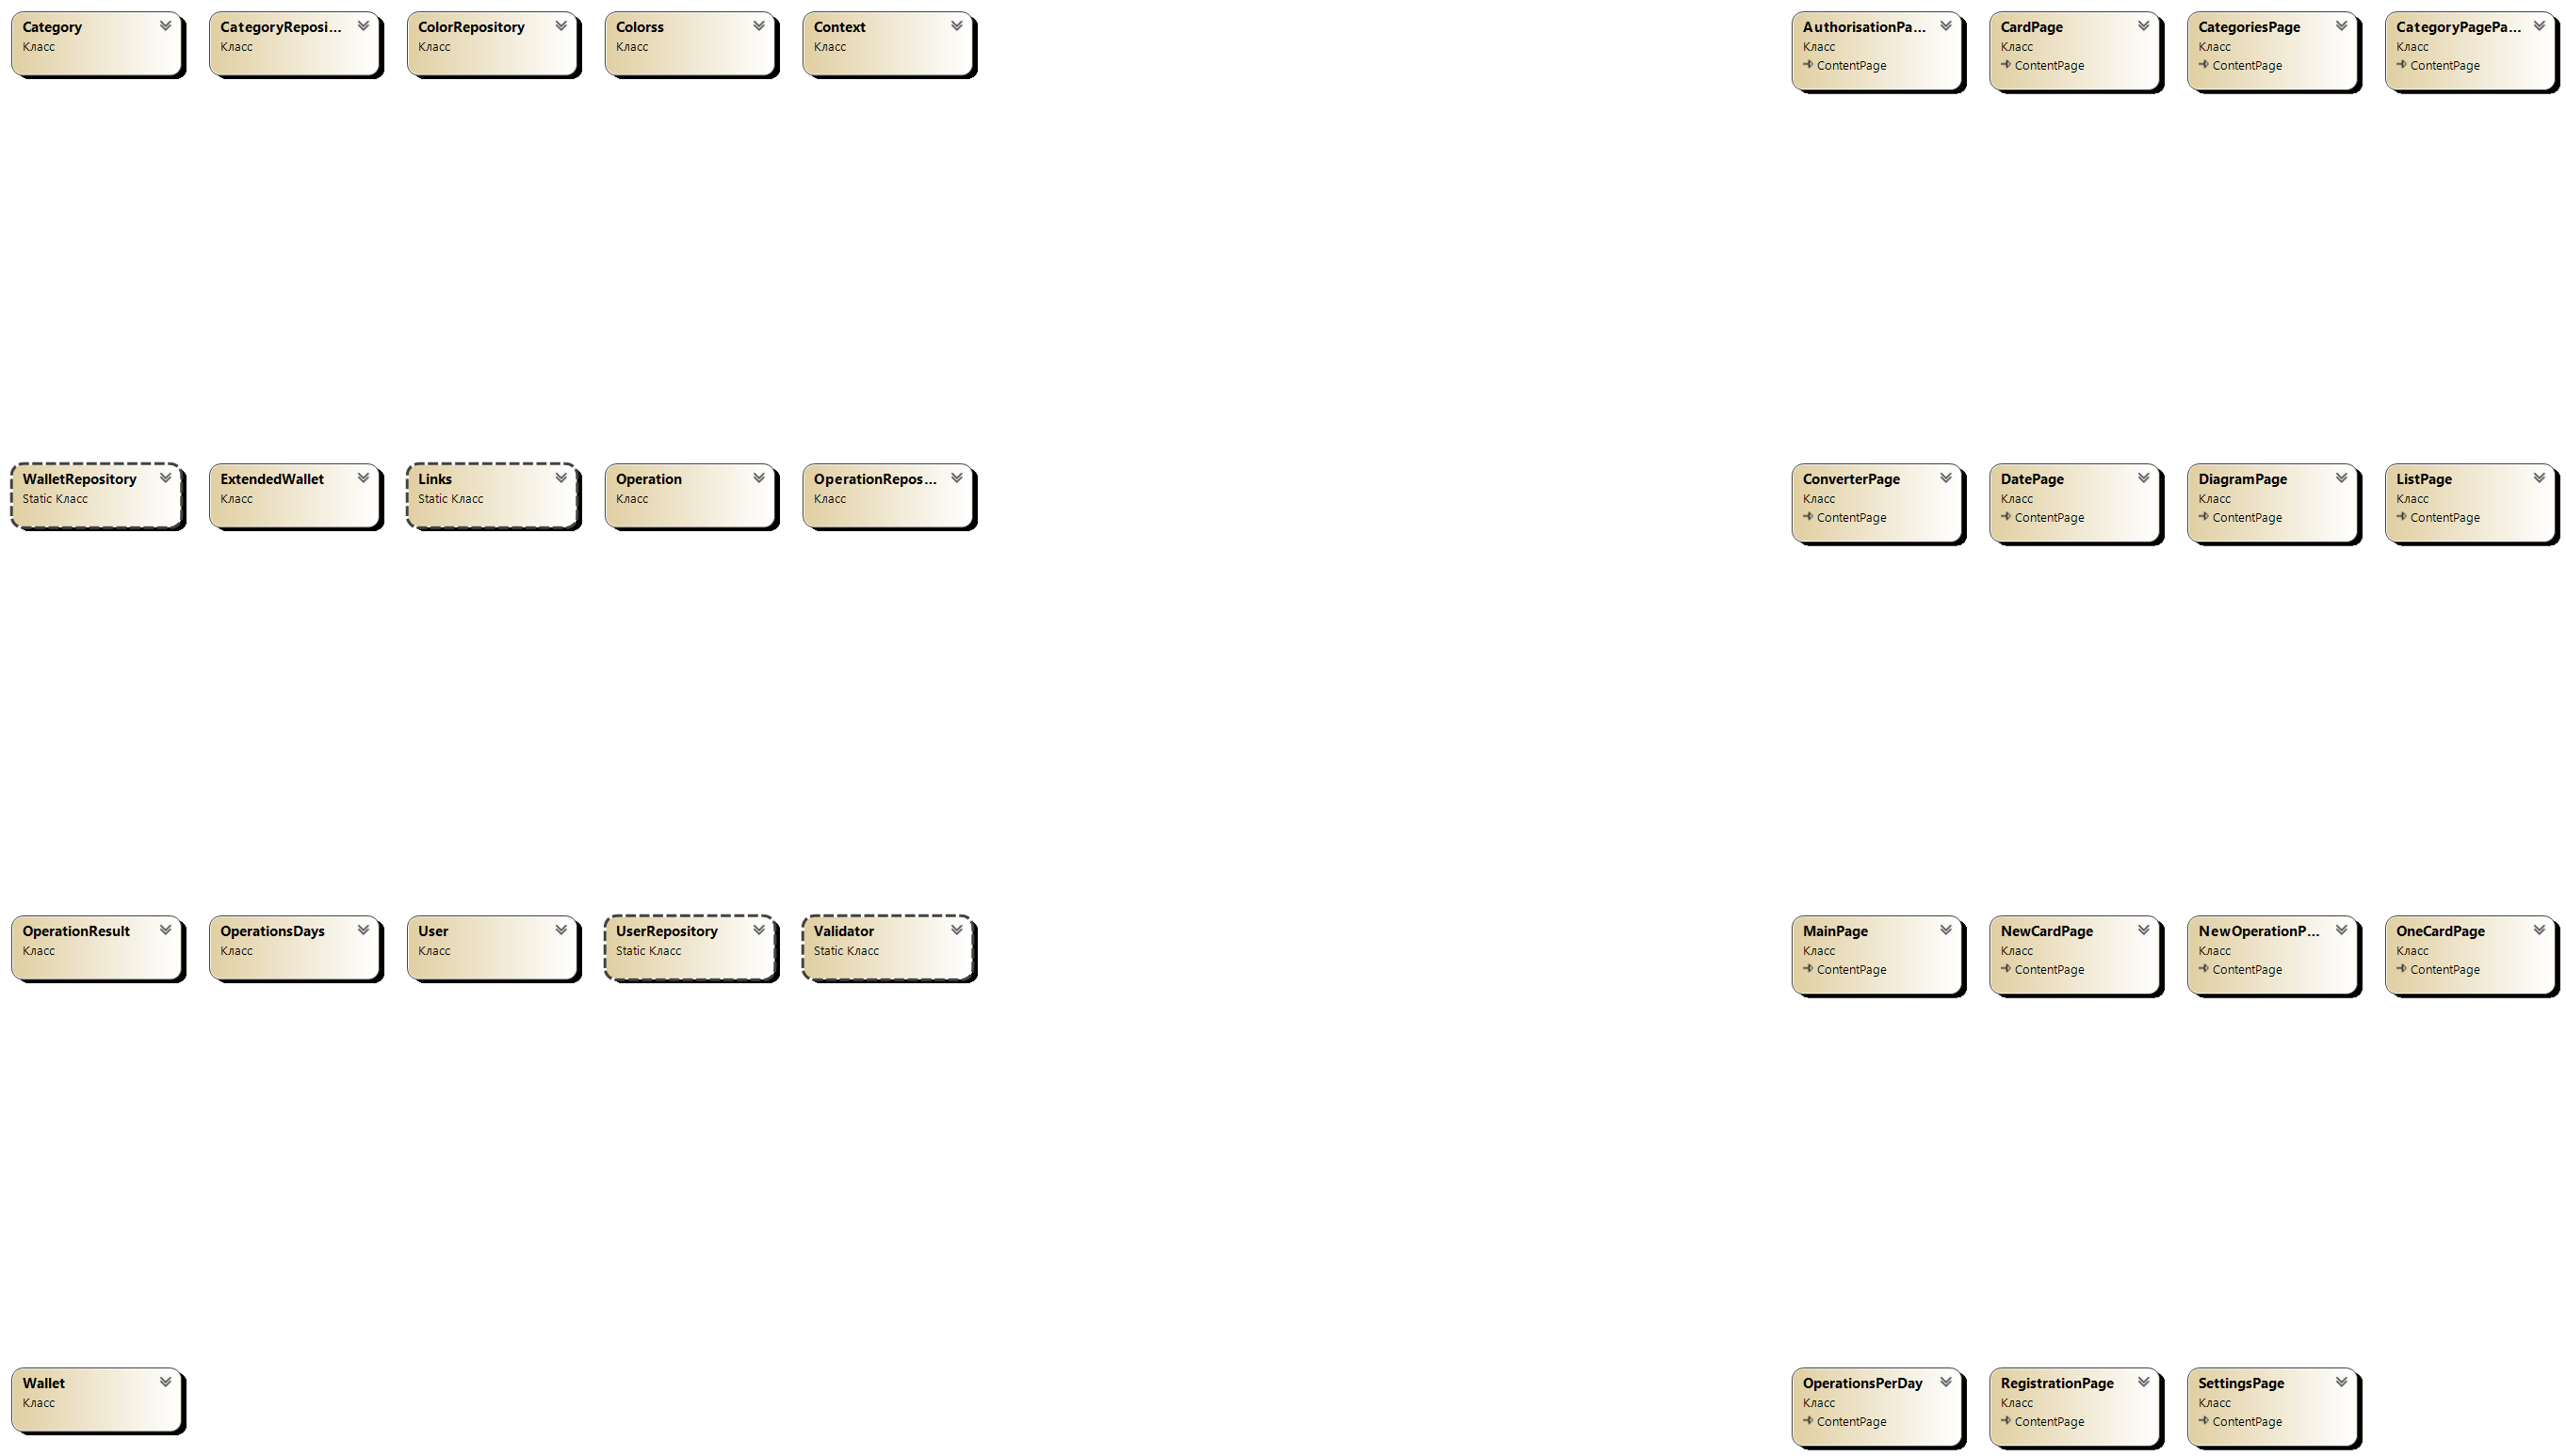 Category
Класс
CategoryReposi...
Класс
ColorRepository
Класс
Colorss
Класс
Context
Класс
AuthorisationPa...
Класс
ContentPage
CardPage
Класс
ContentPage
CategoriesPage
Класс
ContentPage
CategoryPagePa...
Класс
ContentPage
WalletRepository
Static Класс
ExtendedWallet
Класс
Links
Static Класс
Operation
Класс
OperationRepos...
Класс
ConverterPage
Класс
ContentPage
DatePage
Класс
ContentPage
DiagramPage
Класс
ContentPage
ListPage
Класс
ContentPage
OperationResult
Класс
OperationsDays
Класс
User
Класс
UserRepository
Static Класс
Validator
Static Класс
MainPage
Класс
ContentPage
NewCardPage
Класс
ContentPage
NewOperationP...
Класс
ContentPage
OneCardPage
Класс
ContentPage
Wallet
Класс
OperationsPerDay
Класс
ContentPage
RegistrationPage
Класс
ContentPage
SettingsPage
Класс
ContentPage